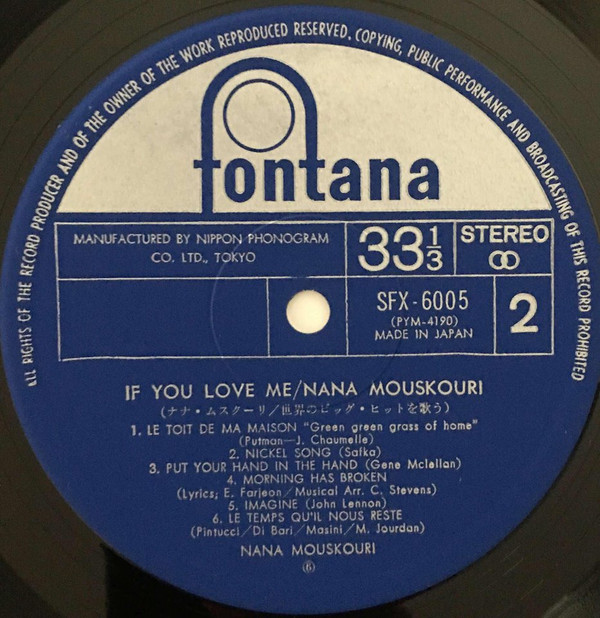 ALL RIGHTS OF THE RECORD PRODUCER AND OF THE OWNER OF THE WORK REPRODUCED RESERVED, COPYING, PUBLIC PERFORMANCE AND BROADCASTING OF THIS RECORD PROHIBITED
fontana
MANUFACTURED BY NIPPON PHONOGRAM
CO. LTD., TOKYO
33⅓
STEREO
SFX-6005
(PYM-4190)
MADE IN JAPAN
2
IF YOU LOVE ME/NANA MOUSKOURI
(ナナ・ムスクーリ/世界のビッグ・ヒットを歌う)
1. LE TOIT DE MA MAISON "Green green grass of home"
(Putman—J. Chaumelle)
2. NICKEL SONG (Safka)
3. PUT YOUR HAND IN THE HAND (Gene Mclellan)
4. MORNING HAS BROKEN
(Lyrics; E. Farjeon/Musical Arr. C. Stevens)
5. IMAGINE (John Lennon)
6. LE TEMPS QU'IL NOUS RESTE
(Pintucci/Di Bari/Masini/M. Jourdan)
NANA MOUSKOURI
⑥